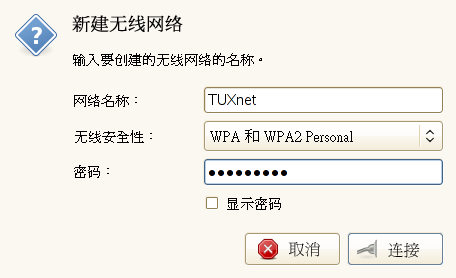 新建无线网络
输入要创建的无线网络的名称。
网络名称： TUXnet
无线安全性： WPA 和 WPA2 Personal
密码： ●●●●●●●●●
显示密码
取消 连接